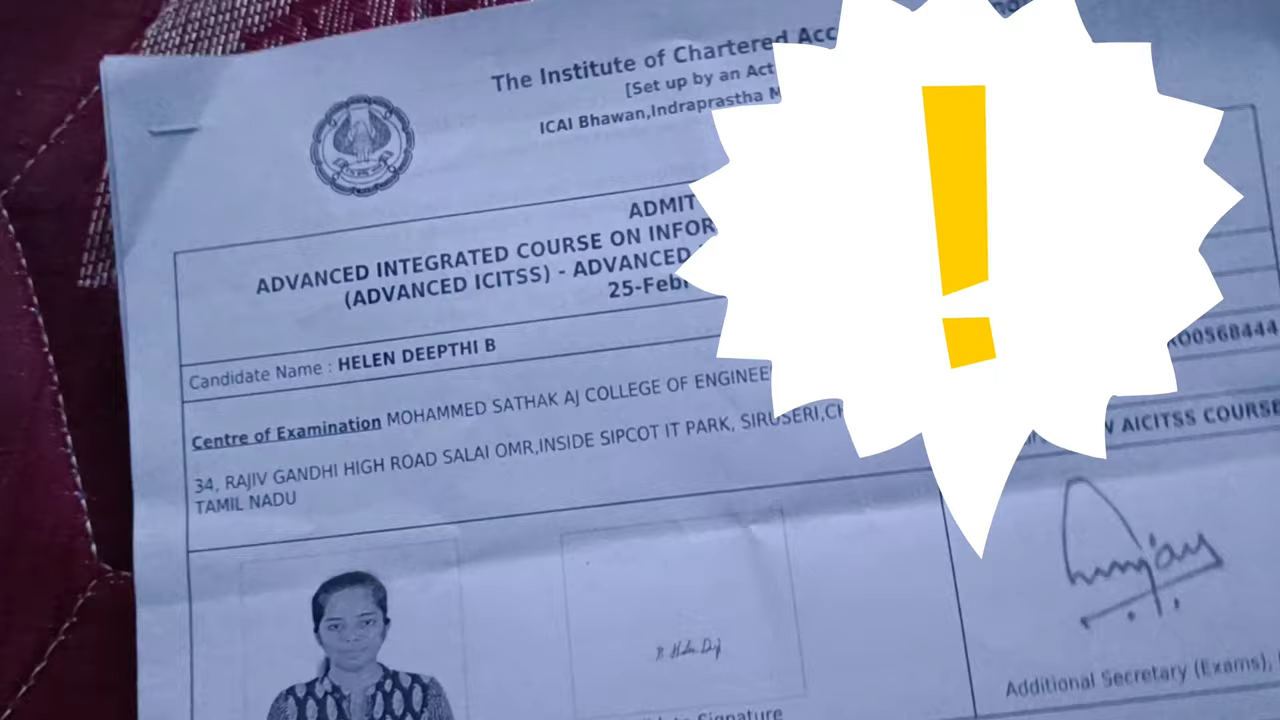 The Institute of Chartered Acc
[Set up by an Act
ICAI Bhawan,Indraprastha M
ADMIT
ADVANCED INTEGRATED COURSE ON INFOR
(ADVANCED ICITSS) - ADVANCED
25-Feb
Candidate Name : HELEN DEEPTHI B
RO0568444
Centre of Examination MOHAMMED SATHAK AJ COLLEGE OF ENGINEE
34, RAJIV GANDHI HIGH ROAD SALAI OMR,INSIDE SIPCOT IT PARK, SIRUSERI,CH
TAMIL NADU
AICITSS COURSE
Signature
Additional Secretary (Exams),